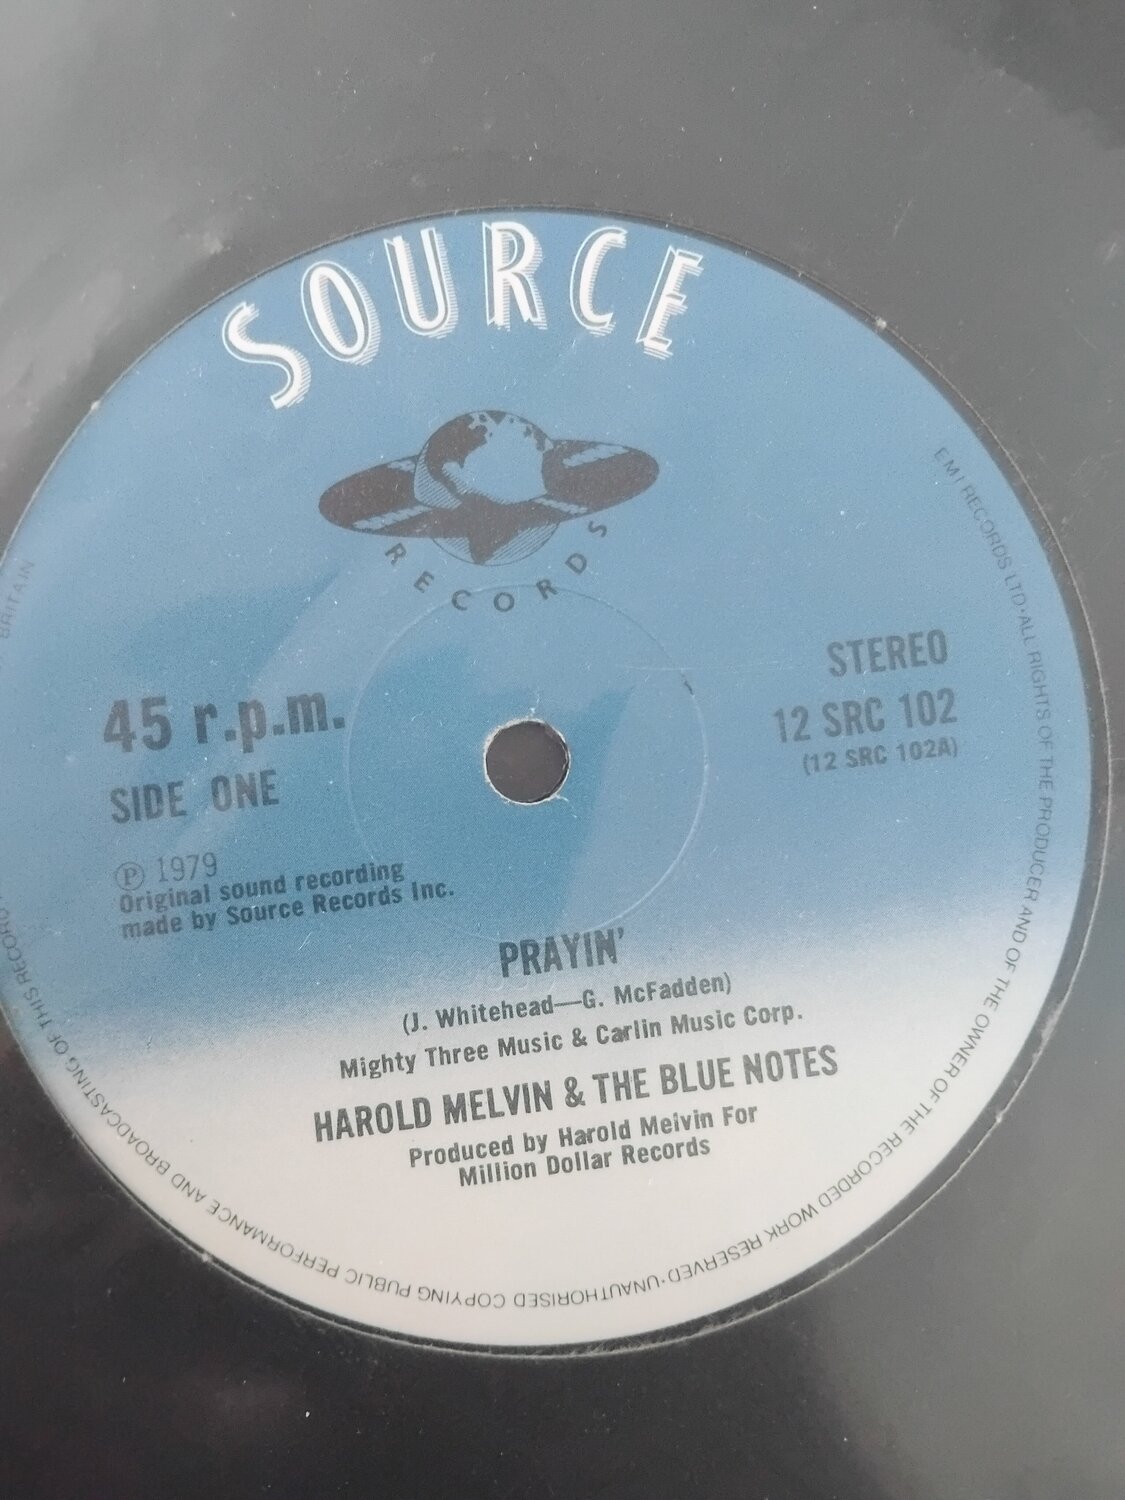 SOURCE
RECORDS
45 r.p.m.
SIDE ONE
STEREO
12 SRC 102
(12 SRC 102A)
Ⓟ 1979
Original sound recording
made by Source Records Inc.
PRAYIN'
(J. Whitehead—G. McFadden)
Mighty Three Music & Carlin Music Corp.
HAROLD MELVIN & THE BLUE NOTES
Produced by Harold Melvin For
Million Dollar Records
EMI RECORDS LTD·ALL RIGHTS OF THE PRODUCER AND OF THE OWNER OF THE RECORDED WORK RESERVED·UNAUTHORISED COPYING PUBLIC PERFORMANCE AND BROADCASTING OF THIS RECORD
BRITAIN